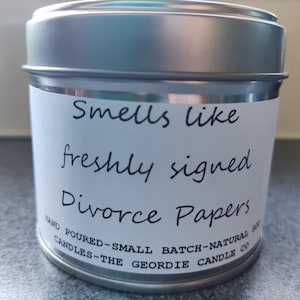 Smells like
freshly signed
Divorce Papers
HAND POURED-SMALL BATCH-NATURAL
CANDLES-THE GEORDIE CANDLE CO